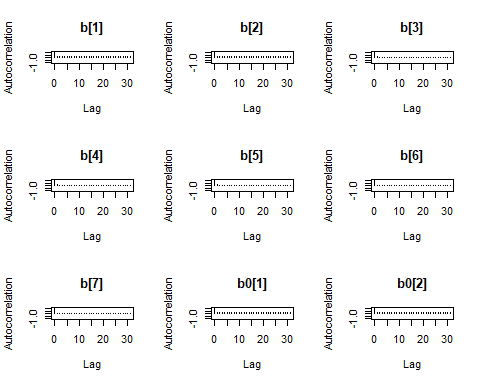 b[1] b[2] b[3]
Autocorrelation Autocorrelation Autocorrelation
-1.0 -1.0 -1.0
0 10 20 30 0 10 20 30 0 10 20 30
Lag Lag Lag
b[4] b[5] b[6]
Autocorrelation Autocorrelation Autocorrelation
-1.0 -1.0 -1.0
0 10 20 30 0 10 20 30 0 10 20 30
Lag Lag Lag
b[7] b0[1] b0[2]
Autocorrelation Autocorrelation Autocorrelation
-1.0 -1.0 -1.0
0 10 20 30 0 10 20 30 0 10 20 30
Lag Lag Lag